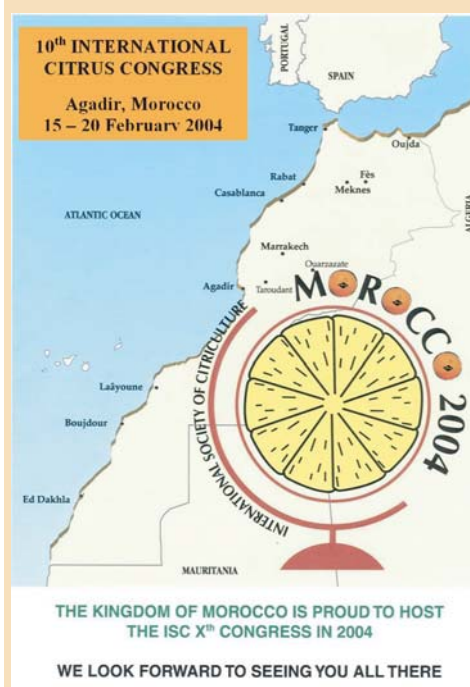 10th INTERNATIONAL
CITRUS CONGRESS
Agadir, Morocco
15 – 20 February 2004
PORTUGAL
SPAIN
Tanger
Oujda
Rabat
Fès
Casablanca
Meknes
ALGERIA
ATLANTIC OCEAN
Marrakech
Ouarzazate
Agadir
Taroudant
MOROCCO 2004
INTERNATIONAL SOCIETY OF CITRICULTURE
Laâyoune
Boujdour
Ed Dakhla
MAURITANIA
THE KINGDOM OF MOROCCO IS PROUD TO HOST
THE ISC Xth CONGRESS IN 2004
WE LOOK FORWARD TO SEEING YOU ALL THERE